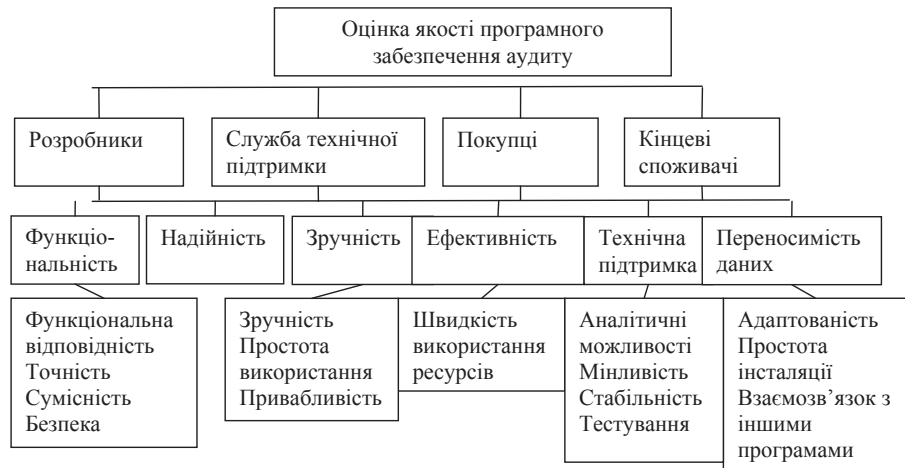 Оцінка якості програмного
забезпечення аудиту
Розробники
Служба технічної
підтримки
Покупці
Кінцеві
споживачі
Функціо-
нальність
Надійність
Зручність
Ефективність
Технічна
підтримка
Переносимість
даних
Функціональна
відповідність
Точність
Сумісність
Безпека
Зручність
Простота
використання
Привабливість
Швидкість
використання
ресурсів
Аналітичні
можливості
Мінливість
Стабільність
Тестування
Адаптованість
Простота
інсталяції
Взаємозв’язок з
іншими
програмами